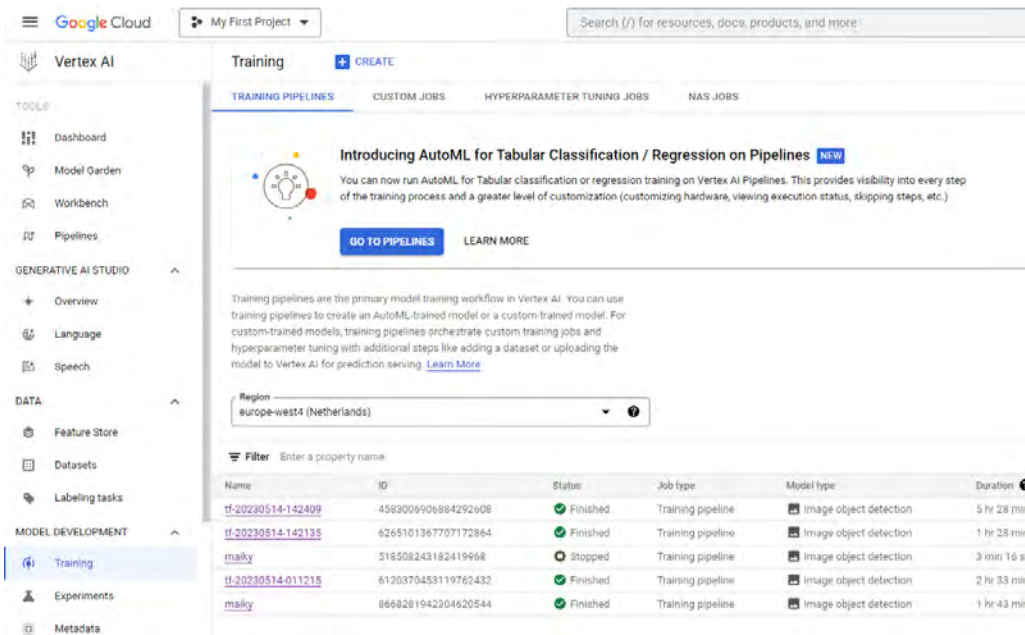 Google Cloud
My First Project
Search (/) for resources, docs, products, and more
Vertex AI
Training
CREATE
TRAINING PIPELINES
CUSTOM JOBS
HYPERPARAMETER TUNING JOBS
NAS JOBS
TOOLS
Dashboard
Model Garden
Workbench
Pipelines
GENERATIVE AI STUDIO
Overview
Language
Speech
DATA
Feature Store
Datasets
Labeling tasks
MODEL DEVELOPMENT
Training
Experiments
Metadata
Introducing AutoML for Tabular Classification / Regression on Pipelines NEW
You can now run AutoML for Tabular classification or regression training on Vertex AI Pipelines. This provides visibility into every step
of the training process and a greater level of customization (customizing hardware, viewing execution status, skipping steps, etc.)
GO TO PIPELINES
LEARN MORE
Training pipelines are the primary model training workflow in Vertex AI. You can use
training pipelines to create an AutoML-trained model or a custom-trained model. For
custom-trained models, training pipelines orchestrate custom training jobs and
hyperparameter tuning with additional steps like adding a dataset or uploading the
model to Vertex AI for prediction serving. Learn More
Region
europe-west4 (Netherlands)
Filter Enter a property name
Name ID Status Job type Model type Duration
tf-20230514-142409 4583006906884292608 Finished Training pipeline Image object detection 5 hr 28 min
tf-20230514-142135 6265101367707172864 Finished Training pipeline Image object detection 1 hr 28 min
maiky 518508243182419968 Stopped Training pipeline Image object detection 3 min 16 s
tf-20230514-011215 6120370453119762432 Finished Training pipeline Image object detection 2 hr 33 min
maiky 8668281942304620544 Finished Training pipeline Image object detection 1 hr 43 min